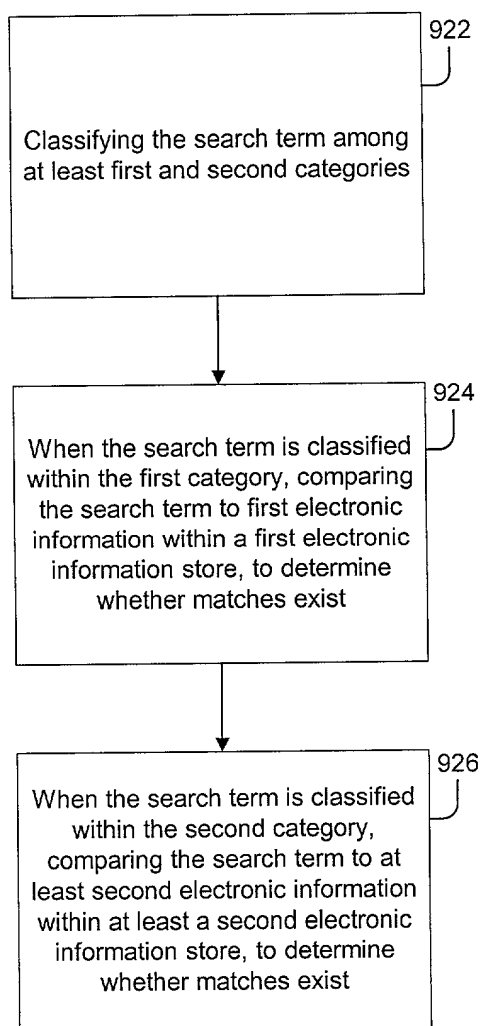 922
Classifying the search term among
at least first and second categories
924
When the search term is classified
within the first category, comparing
the search term to first electronic
information within a first electronic
information store, to determine
whether matches exist
926
When the search term is classified
within the second category,
comparing the search term to at
least second electronic information
within at least a second electronic
information store, to determine
whether matches exist